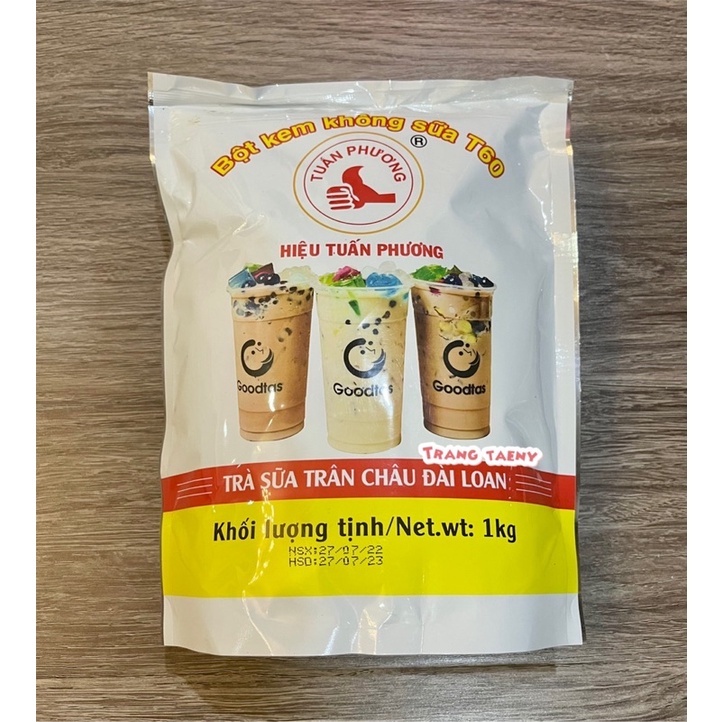 Bột kem không sữa T60
TUẤN PHƯƠNG
®
HIỆU TUẤN PHƯƠNG
Goodtas
Goodtas
Goodtas
TRANG TAENY
TRÀ SỮA TRÂN CHÂU ĐÀI LOAN
Khối lượng tịnh/Net.wt: 1kg
NSX:27/07/22
HSD:27/07/23